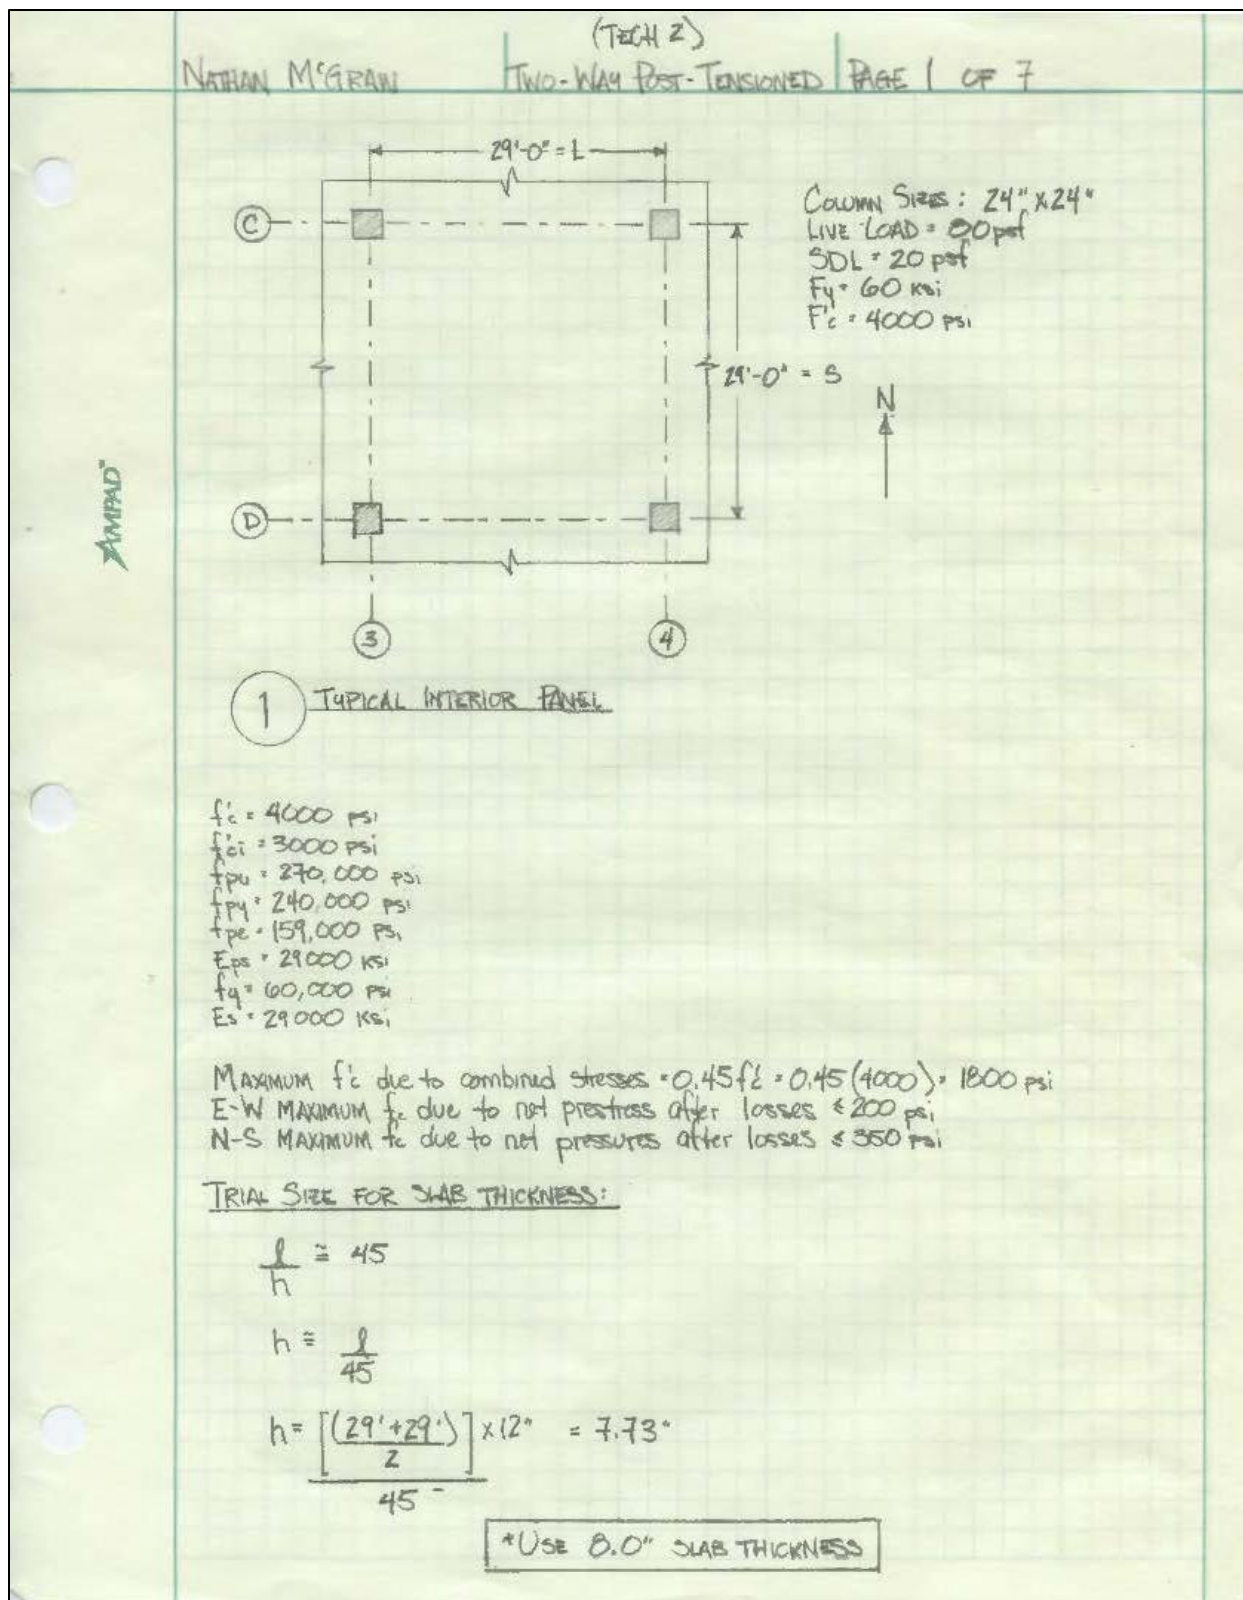 (TECH 2)
NATHAN McGRAW TWO-WAY POST-TENSIONED PAGE 1 OF 7
29'-0" = L
COLUMN SIZES: 24" x 24"
C
LIVE LOAD = 80 psf
SDL = 20 psf
Fy = 60 ksi
F'c = 4000 psi
29'-0" = S
N
AMPAD™
D
3 4
1 TYPICAL INTERIOR PANEL
f'c = 4000 psi
f'ci = 3000 psi
fpu = 270,000 psi
fpy = 240,000 psi
fpe = 159,000 psi
Eps = 29000 ksi
fy = 60,000 psi
Es = 29000 ksi
MAXIMUM f'c due to combined stresses = 0.45f'c = 0.45(4000) = 1800 psi
E-W MAXIMUM fc due to net prestress after losses ≤ 200 psi
N-S MAXIMUM fc due to net pressures after losses ≤ 350 psi
TRIAL SIZE FOR SLAB THICKNESS:
l/h ≅ 45
h ≅ l/45
h = [(29'+29')/2] x12" / 45 = 7.73"
*USE 8.0" SLAB THICKNESS